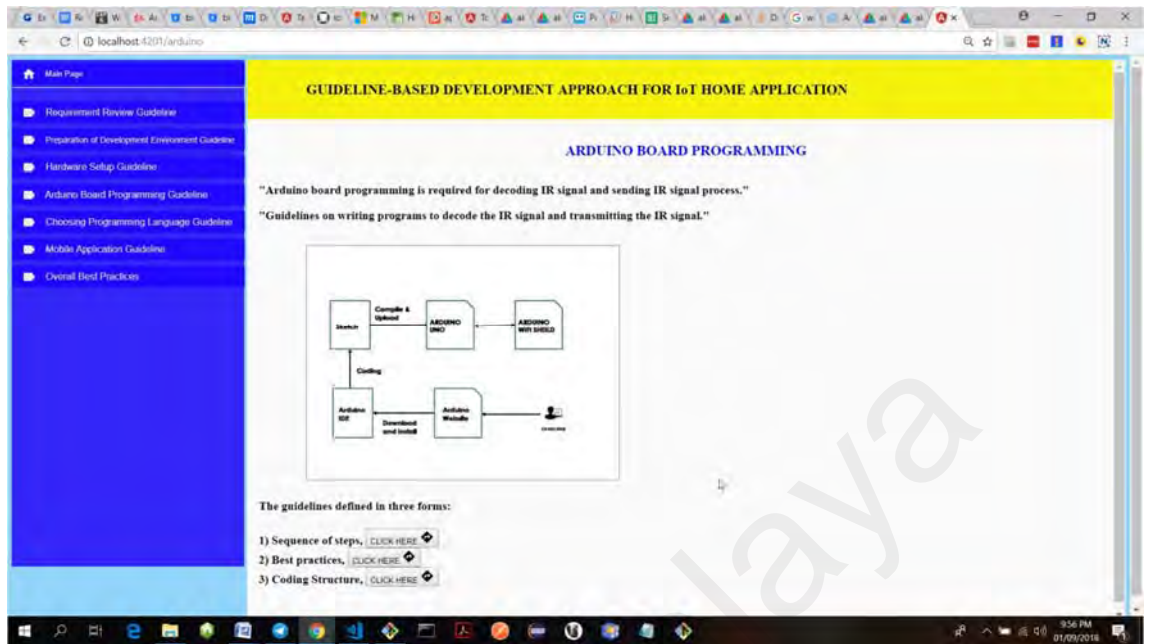 localhost:4201/arduino
Main Page
Requirement Review Guideline
Preparation of Development Environment Guideline
Hardware Setup Guideline
Arduino Board Programming Guideline
Choosing Programming Language Guideline
Mobile Application Guideline
Overall Best Practices
GUIDELINE-BASED DEVELOPMENT APPROACH FOR IoT HOME APPLICATION
ARDUINO BOARD PROGRAMMING
"Arduino board programming is required for decoding IR signal and sending IR signal process."
"Guidelines on writing programs to decode the IR signal and transmitting the IR signal."
Sketch
Compile &
Upload
ARDUINO
UNO
ARDUINO
WIFI SHEILD
Coding
Arduino
IDE
Download
and install
Arduino
Website
The guidelines defined in three forms:
1) Sequence of steps, CLICK HERE
2) Best practices, CLICK HERE
3) Coding Structure, CLICK HERE
laya
9:56 PM
01/09/2018